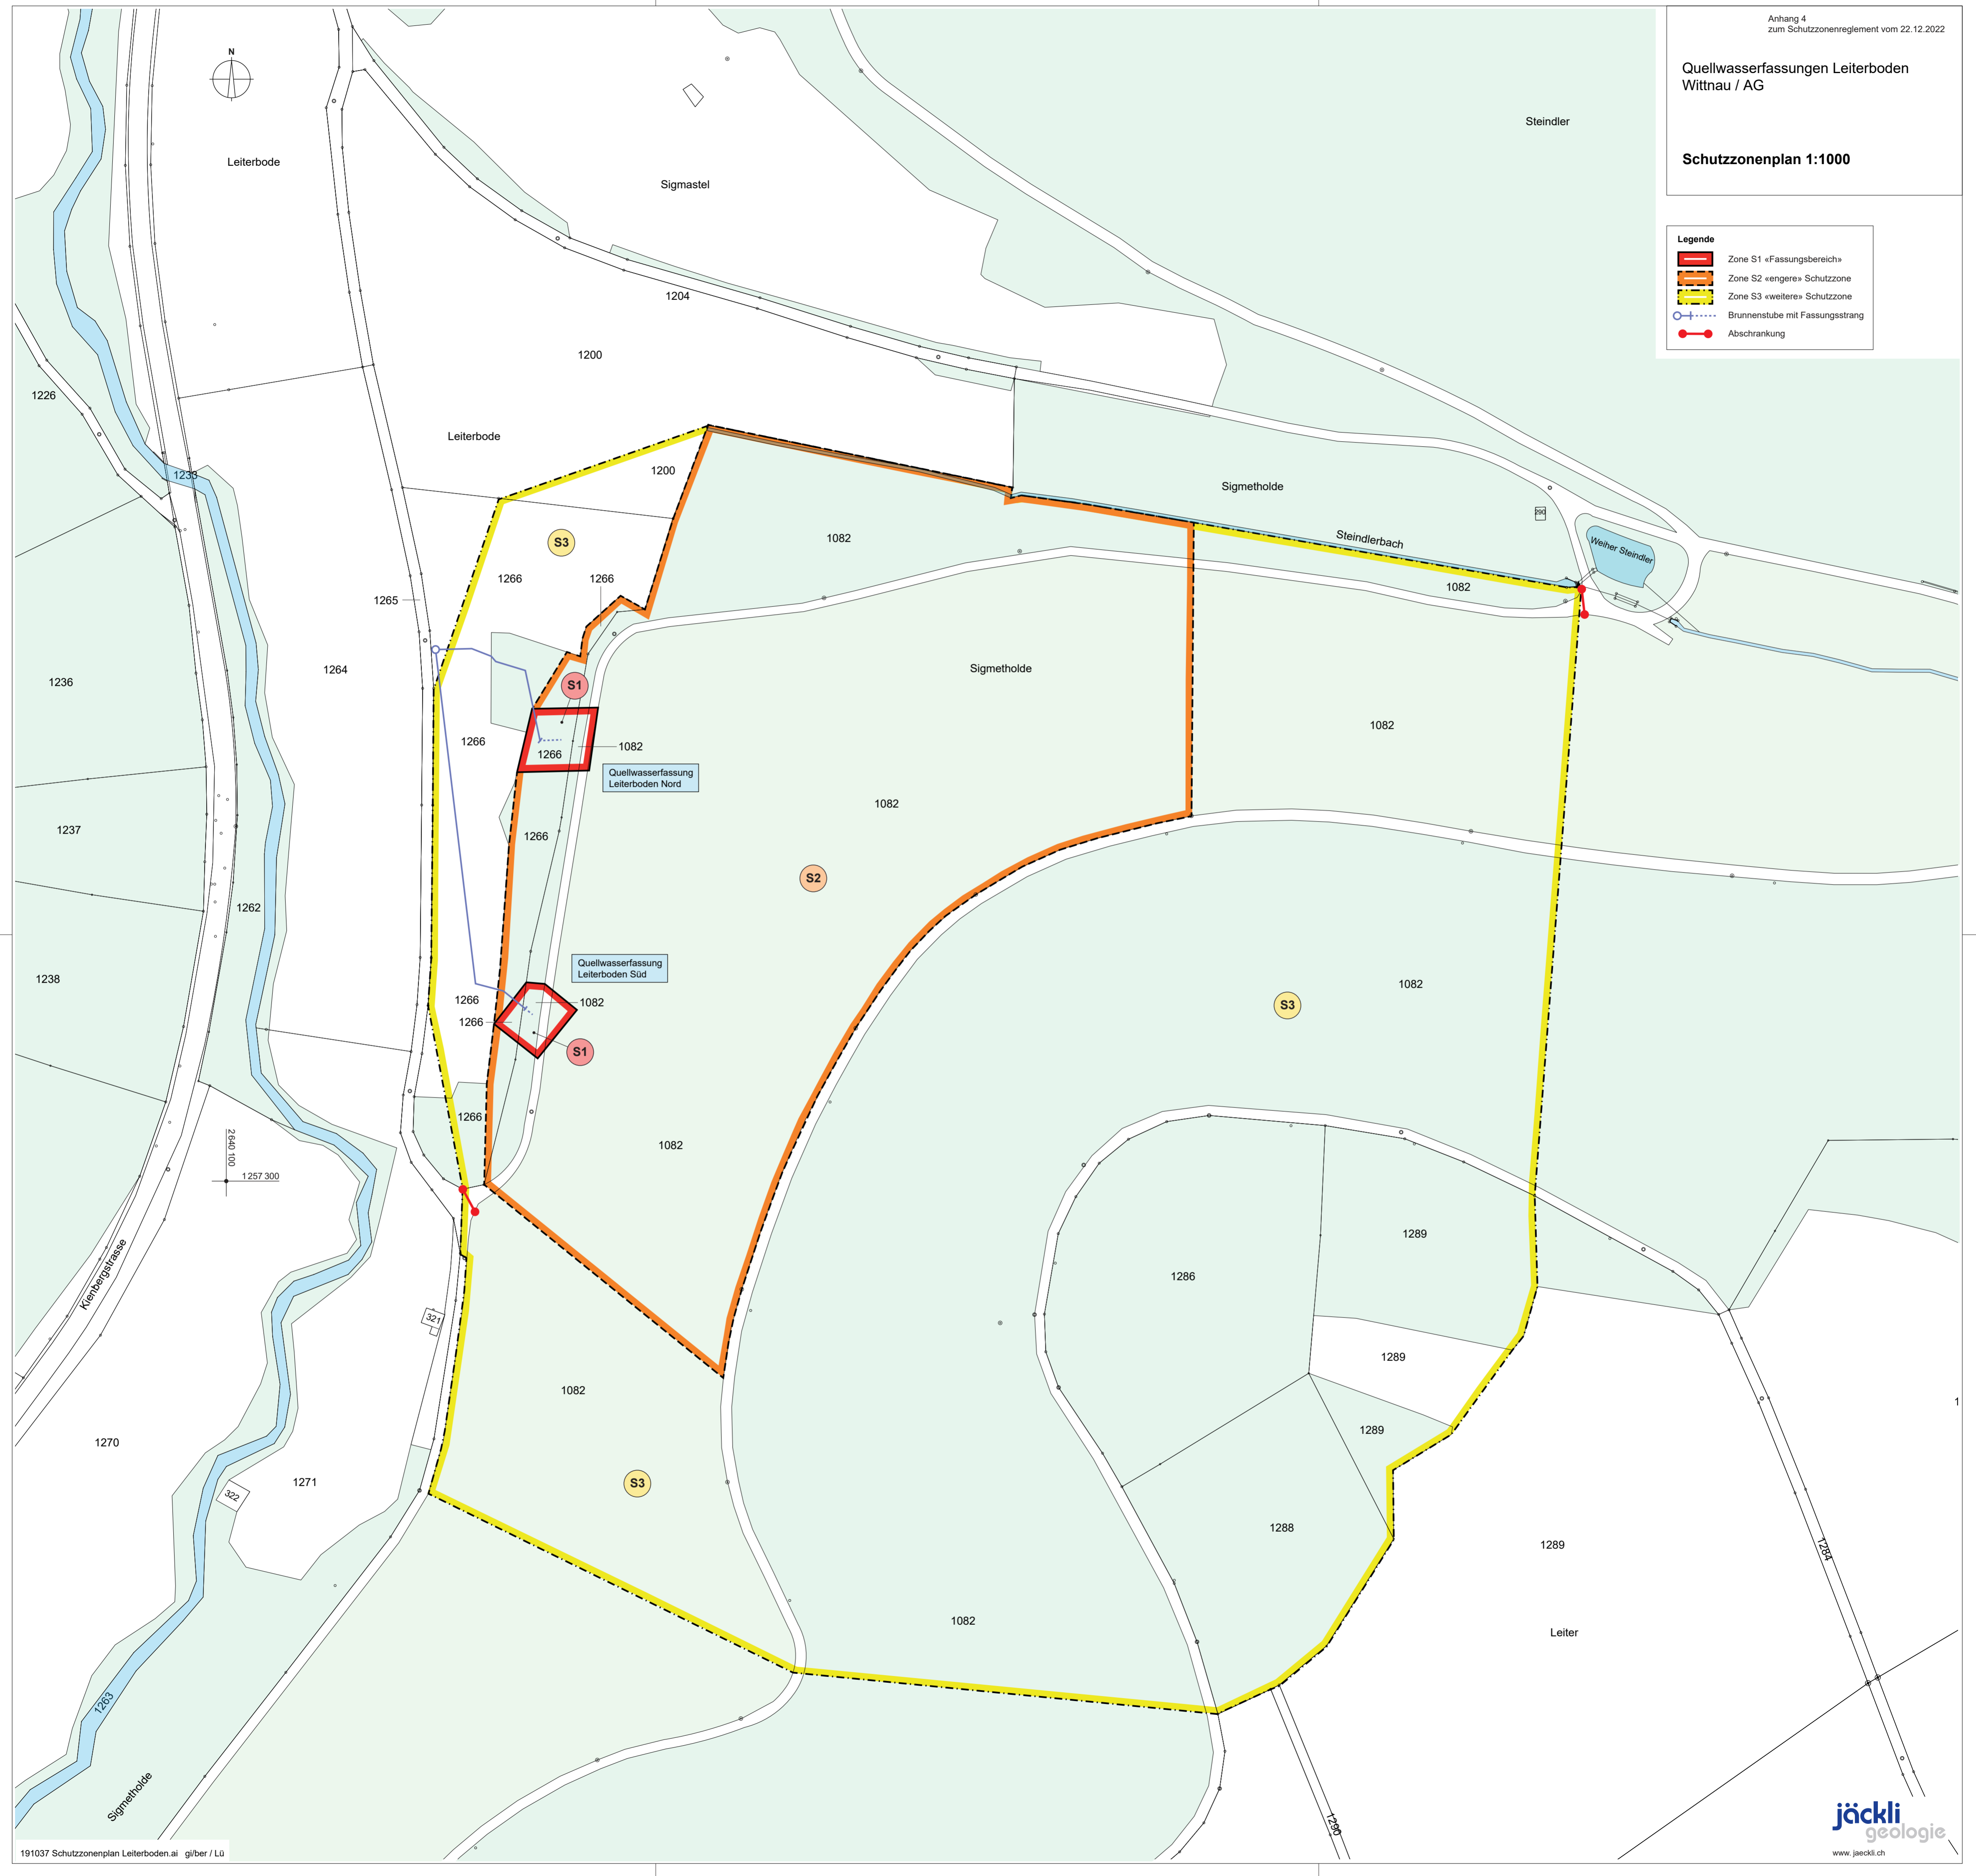 Anhang 4
zum Schutzzonenreglement vom 22.12.2022
Quellwasserfassungen Leiterboden
Wittnau / AG
Schutzzonenplan 1:1000
Legende
Zone S1 «Fassungsbereich»
Zone S2 «engere» Schutzzone
Zone S3 «weitere» Schutzzone
Brunnenstube mit Fassungsstrang
Abschrankung
N
Steindler
Leiterbode
Sigmastel
1204
1200
1226
Leiterbode
1200
1233
Sigmetholde
290
Steindlerbach
Weiher Steindler
1082
S3
1266
1266
1082
1265
1264
Sigmetholde
1236
S1
1082
1266
1082
1266
Quellwasserfassung
Leiterboden Nord
1082
1237
1266
S2
1262
Quellwasserfassung
Leiterboden Süd
1238
1082
1266
1082
S3
1266
S1
1266
2 640 100
1 257 300
1082
1289
Kienbergstrasse
1286
321
1289
1082
1
1270
1289
1271
S3
322
1288
1289
1284
1082
Leiter
1263
Sigmetholde
1290
jäckli
geologie
www. jaeckli.ch
191037 Schutzzonenplan Leiterboden.ai gi/ber / Lü